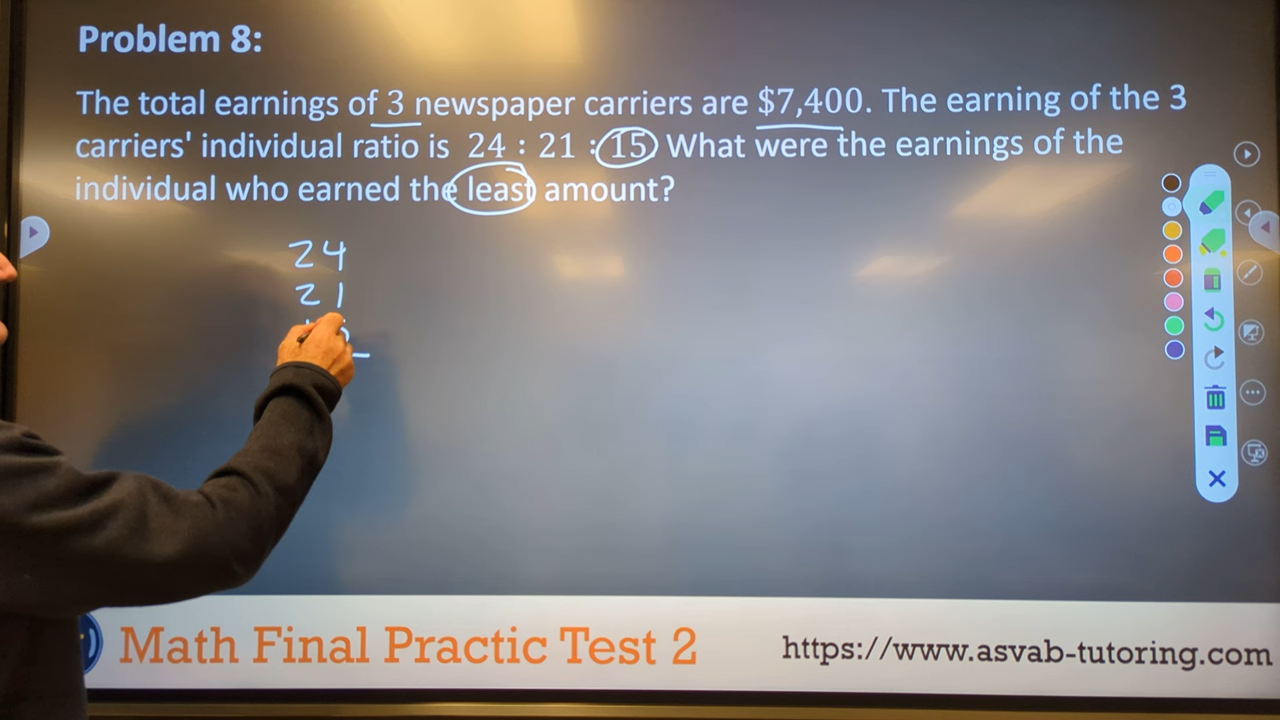 Problem 8:
The total earnings of 3 newspaper carriers are $7,400. The earning of the 3
carriers' individual ratio is 24 : 21 : 15 What were the earnings of the
individual who earned the least amount?
24
21
Math Final Practic Test 2
https://www.asvab-tutoring.com